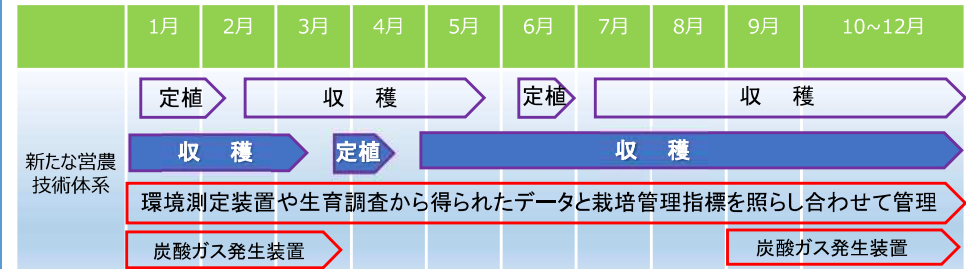 1月 2月 3月 4月 5月 6月 7月 8月 9月 10~12月
定植 収 穫 定植 収 穫
収 穫 定植 収 穫
新たな営農
技術体系
環境測定装置や生育調査から得られたデータと栽培管理指標を照らし合わせて管理
炭酸ガス発生装置 炭酸ガス発生装置